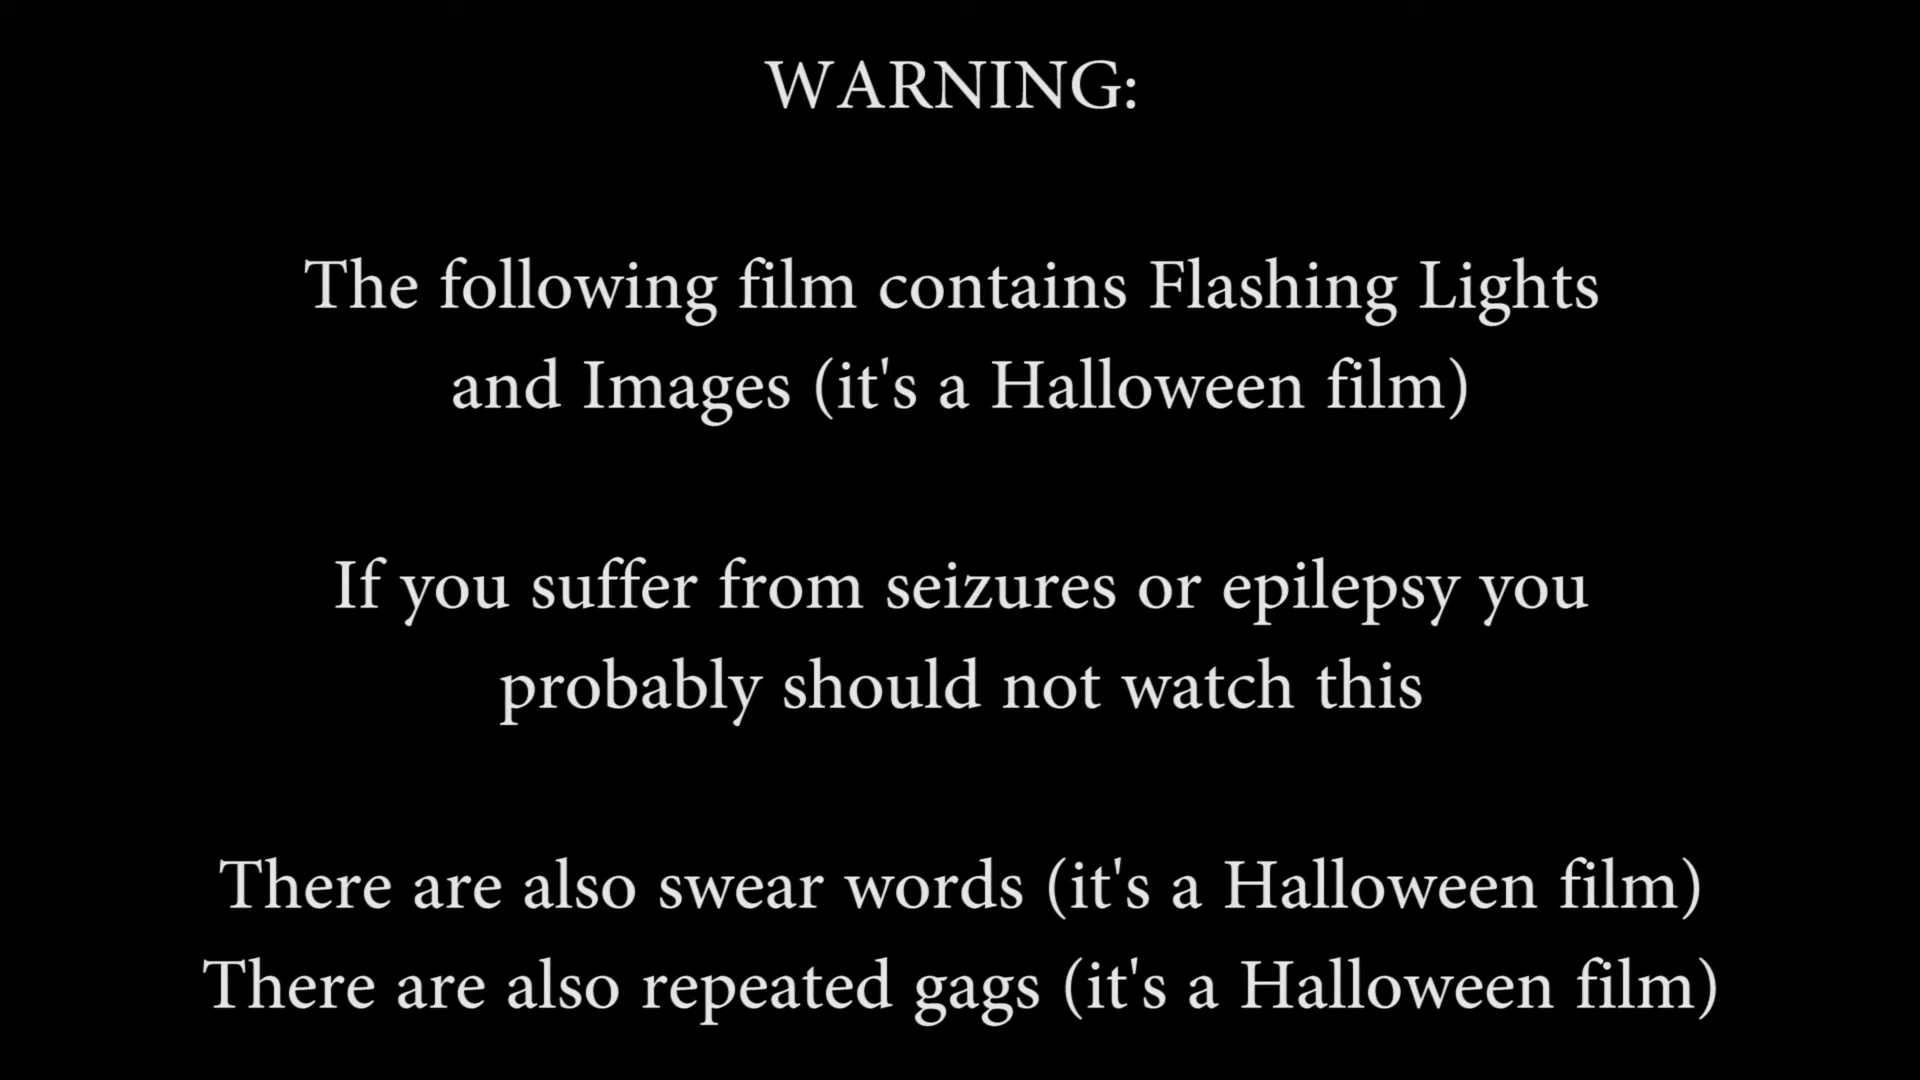 WARNING:
The following film contains Flashing Lights
and Images (it's a Halloween film)
If you suffer from seizures or epilepsy you
probably should not watch this
There are also swear words (it's a Halloween film)
There are also repeated gags (it's a Halloween film)